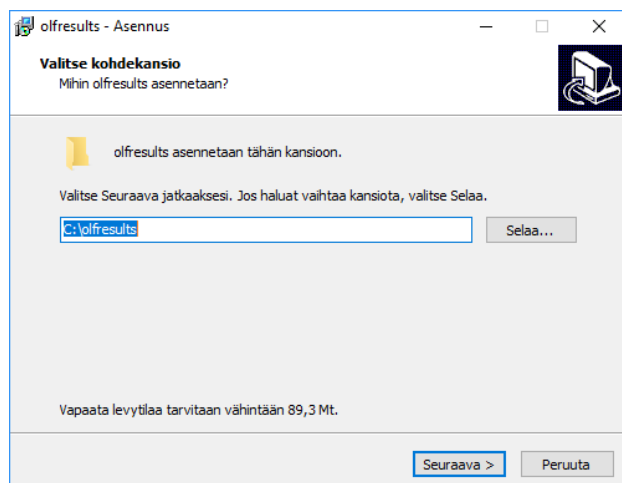 olfresults - Asennus
Valitse kohdekansio
Mihin olfresults asennetaan?
olfresults asennetaan tähän kansioon.
Valitse Seuraava jatkaaksesi. Jos haluat vaihtaa kansiota, valitse Selaa.
C:\olfresults
Selaa...
Vapaata levytilaa tarvitaan vähintään 89,3 Mt.
Seuraava >
Peruuta